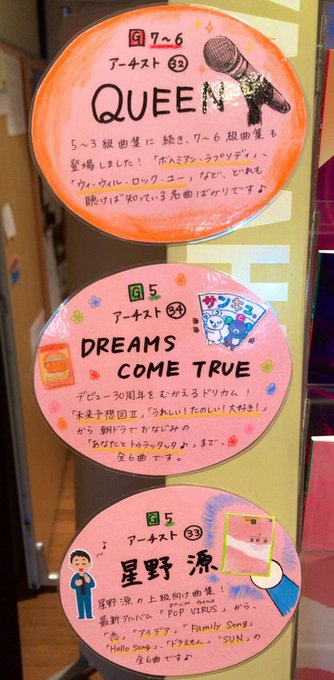 G 7〜6
アーチスト 32
QUEEN
5〜3級曲集に続き、7〜6級曲集も
登場しました！「ボヘミアン・ラプソディ」、
「ウィ・ウィル・ロック・ユー」など、どれも
聴けば知っている名曲ばかりです♪
G 5
アーチスト 34
サンキュ.
DREAMS
COME TRUE
デビュー30周年をむかえるドリカム！
「未来予想図Ⅱ」「うれしい！たのしい！大好き！」
から朝ドラでおなじみの
「あなたとトゥラッタッタ♪」まで、
全6曲です。
G 5
アーチスト 33
星野 源
星野源の上級向け曲集！
ポップ ウイルス
最新アルバム「POP VIRUS」から、
「恋」「アイデア」「Family Song」
「Hello Song」、「ドラえもん」「SUN」の
全6曲です♪